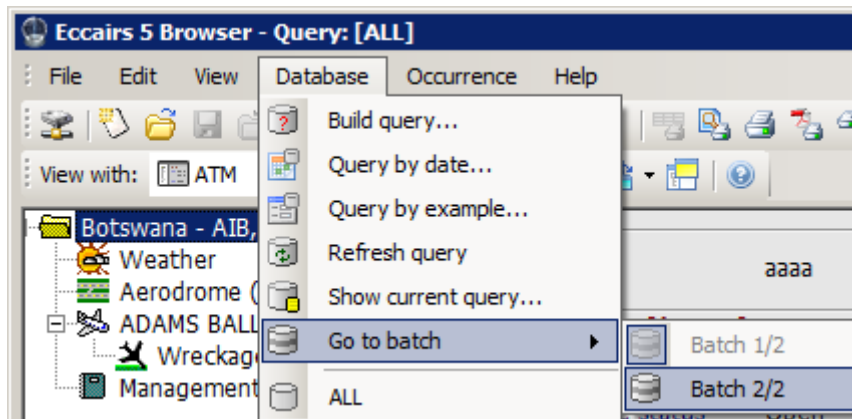 Eccairs 5 Browser - Query: [ALL]
File Edit View Database Occurrence Help
Build query...
View with: ATM
Query by date...
Query by example...
Botswana - AIB,
Weather
Refresh query
aaaa
Aerodrome (
Show current query...
ADAMS BALL
Go to batch
Batch 1/2
Wreckage
Management
ALL
Batch 2/2